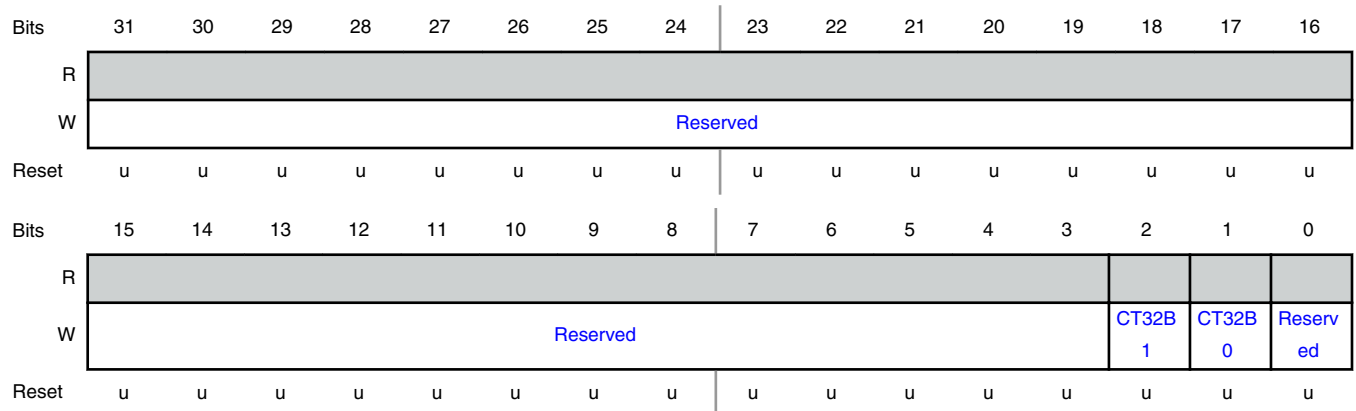 Bits 31 30 29 28 27 26 25 24 23 22 21 20 19 18 17 16
R
W Reserved
Reset u u u u u u u u u u u u u u u u
Bits 15 14 13 12 11 10 9 8 7 6 5 4 3 2 1 0
R
W Reserved CT32B CT32B Reserv
1 0 ed
Reset u u u u u u u u u u u u u u u u